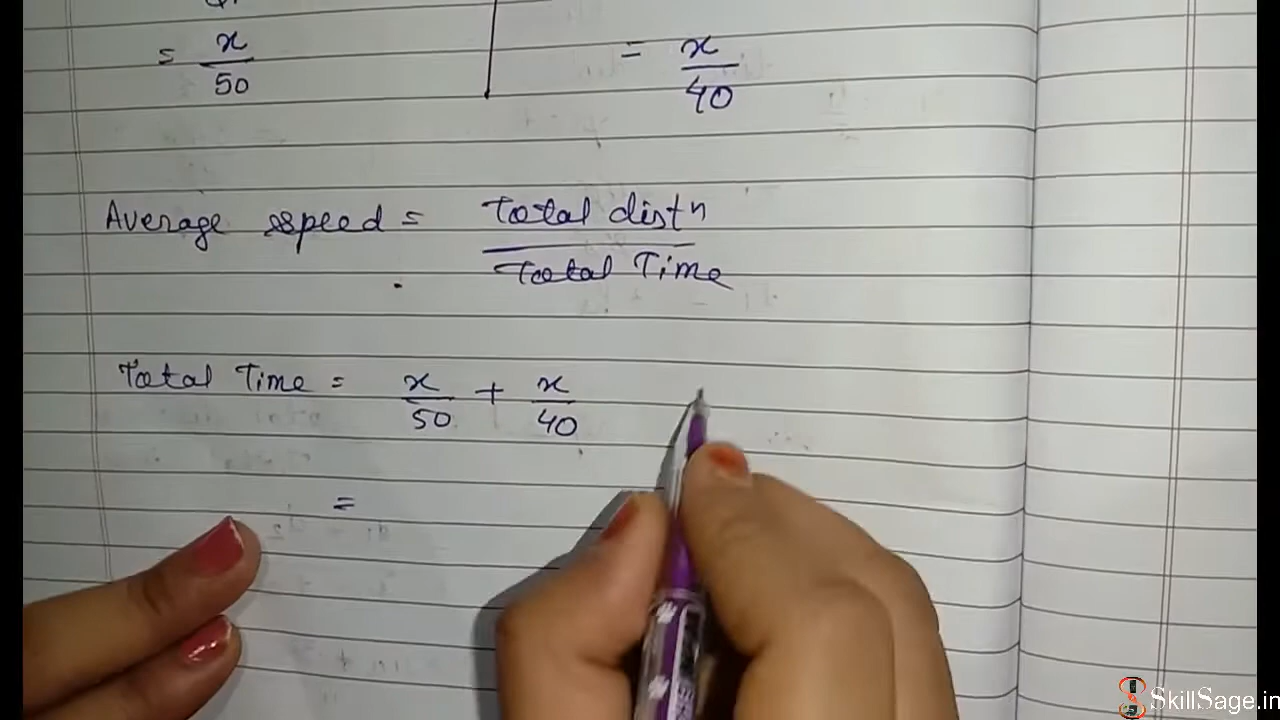 = x/50
= x/40
Average speed = Total distn
Total Time
Total Time = x/50 + x/40
=
SkillSage.in